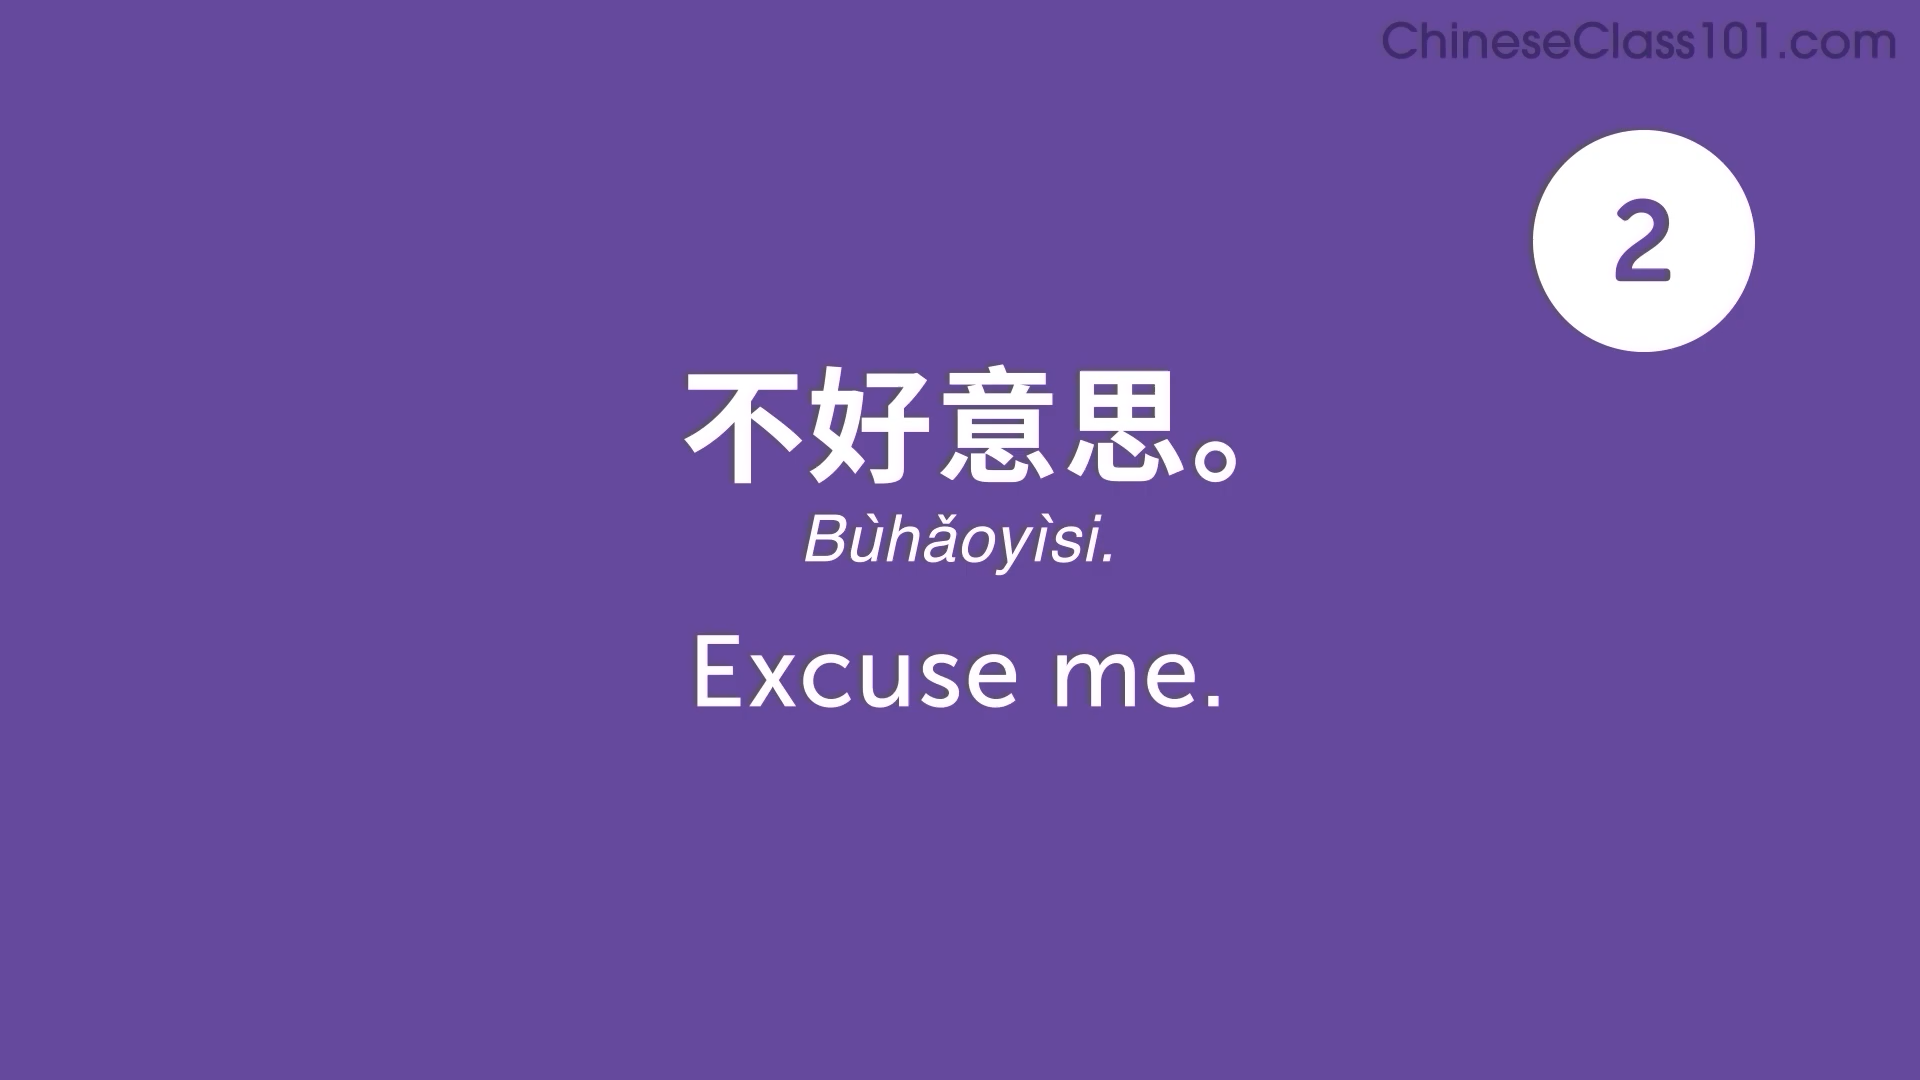 ChineseClass101.com
2
不好意思。
Bùhǎoyìsi.
Excuse me.